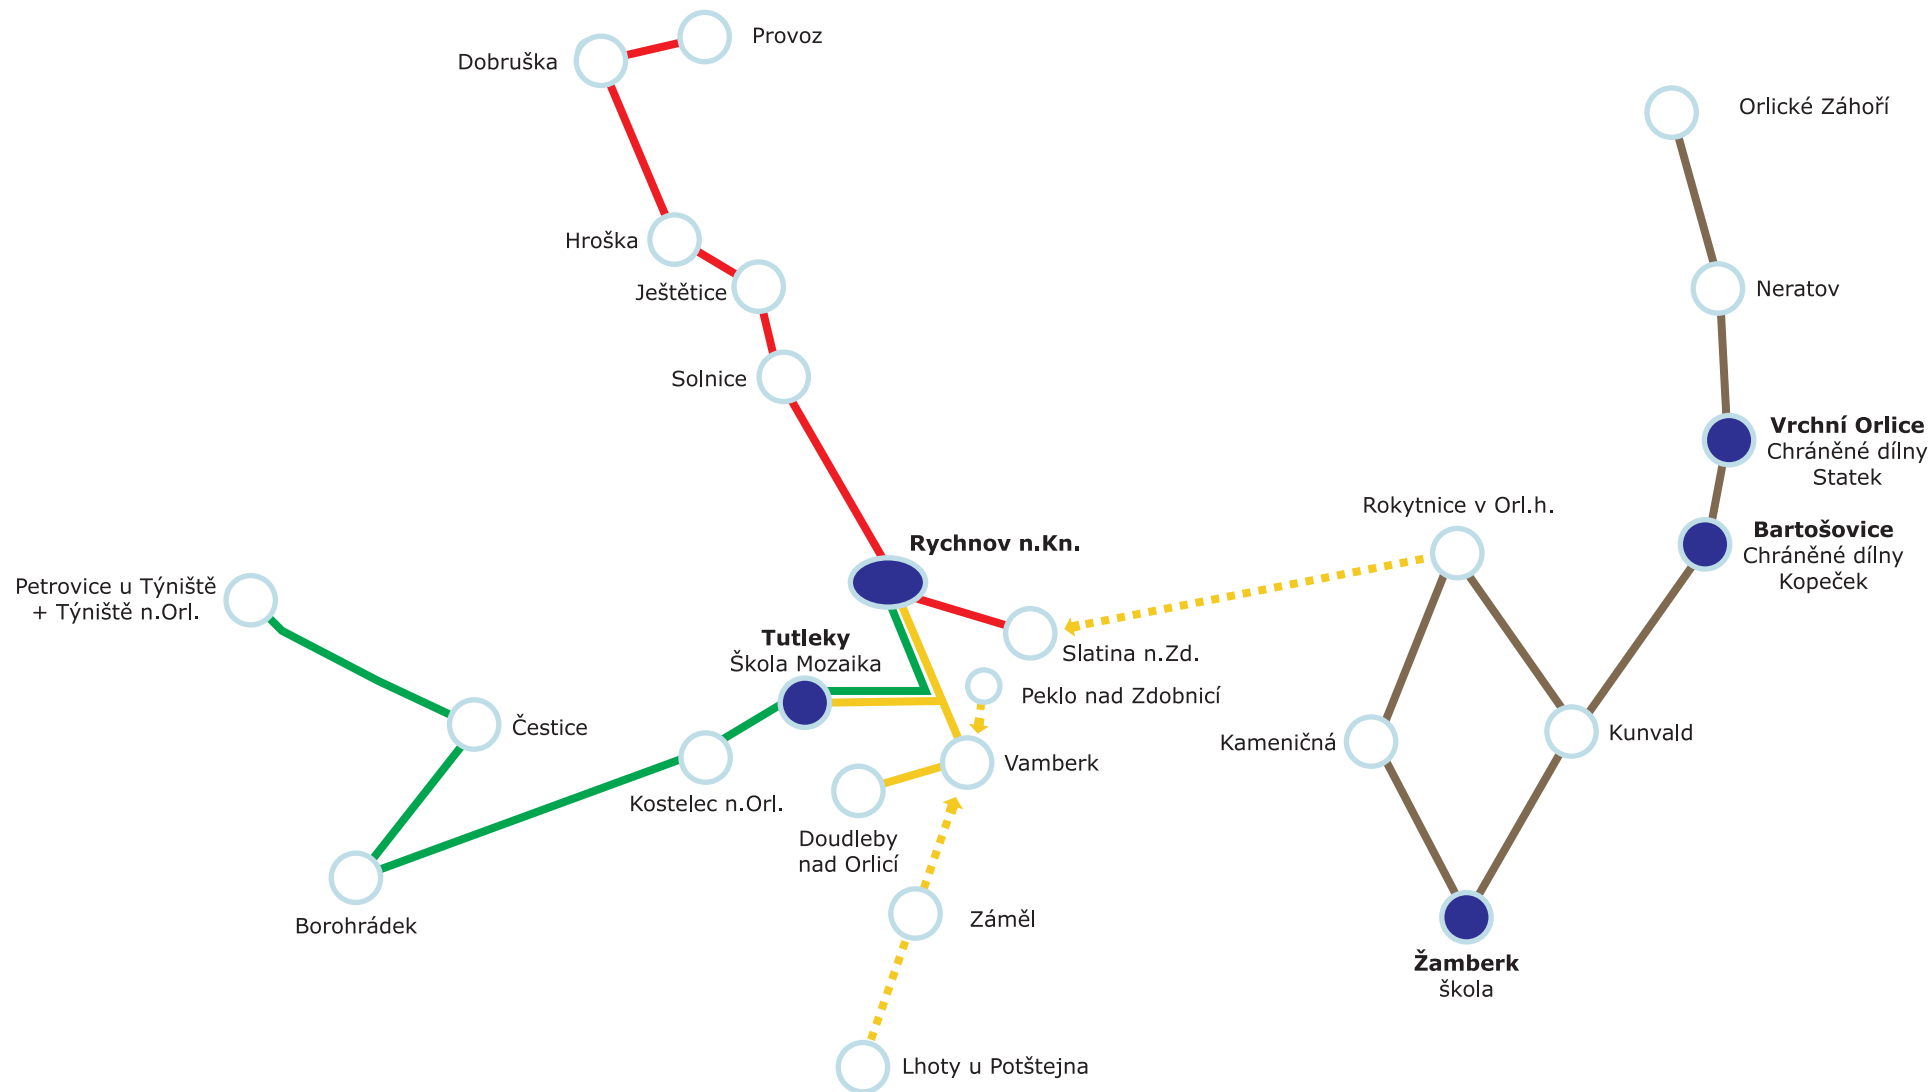 Provoz
Dobruška
Orlické Záhoří
Hroška
Ještětice
Neratov
Solnice
Vrchní Orlice
Chráněné dílny
Statek
Rokytnice v Orl.h.
Bartošovice
Chráněné dílny
Kopeček
Rychnov n.Kn.
Petrovice u Týniště
+ Týniště n.Orl.
Tutleky
Škola Mozaika
Slatina n.Zd.
Peklo nad Zdobnicí
Čestice
Kameničná
Kunvald
Vamberk
Kostelec n.Orl.
Doudleby
nad Orlicí
Borohrádek
Záměl
Žamberk
škola
Lhoty u Potštejna